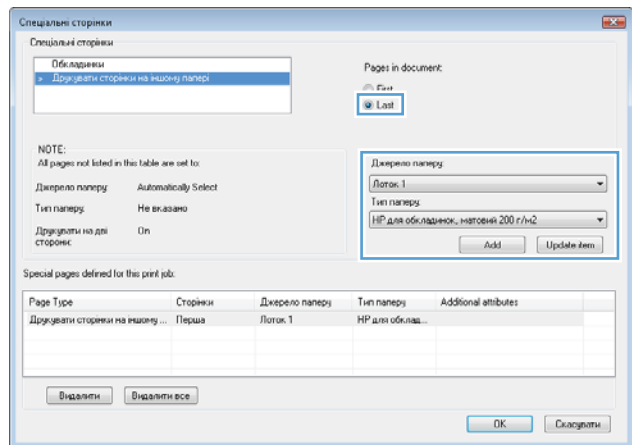 Спеціальні сторінки
Спеціальні сторінки
Обкладинки
» Друкувати сторінки на іншому папері
Pages in document:
First
Last
NOTE:
All pages not listed in this table are set to:
Джерело паперу: Automatically Select
Тип паперу: Не вказано
Друкувати на дві сторони: On
Джерело паперу:
Лоток 1
Тип паперу:
HP для обкладинок, матовий 200 г/м2
Add Update item
Special pages defined for this print job:
Page Type Сторінки Джерело паперу Тип паперу Additional attributes
Друкувати сторінки на іншому ... Перша Лоток 1 HP для обклад...
Видалити Видалити все
OK Скасувати